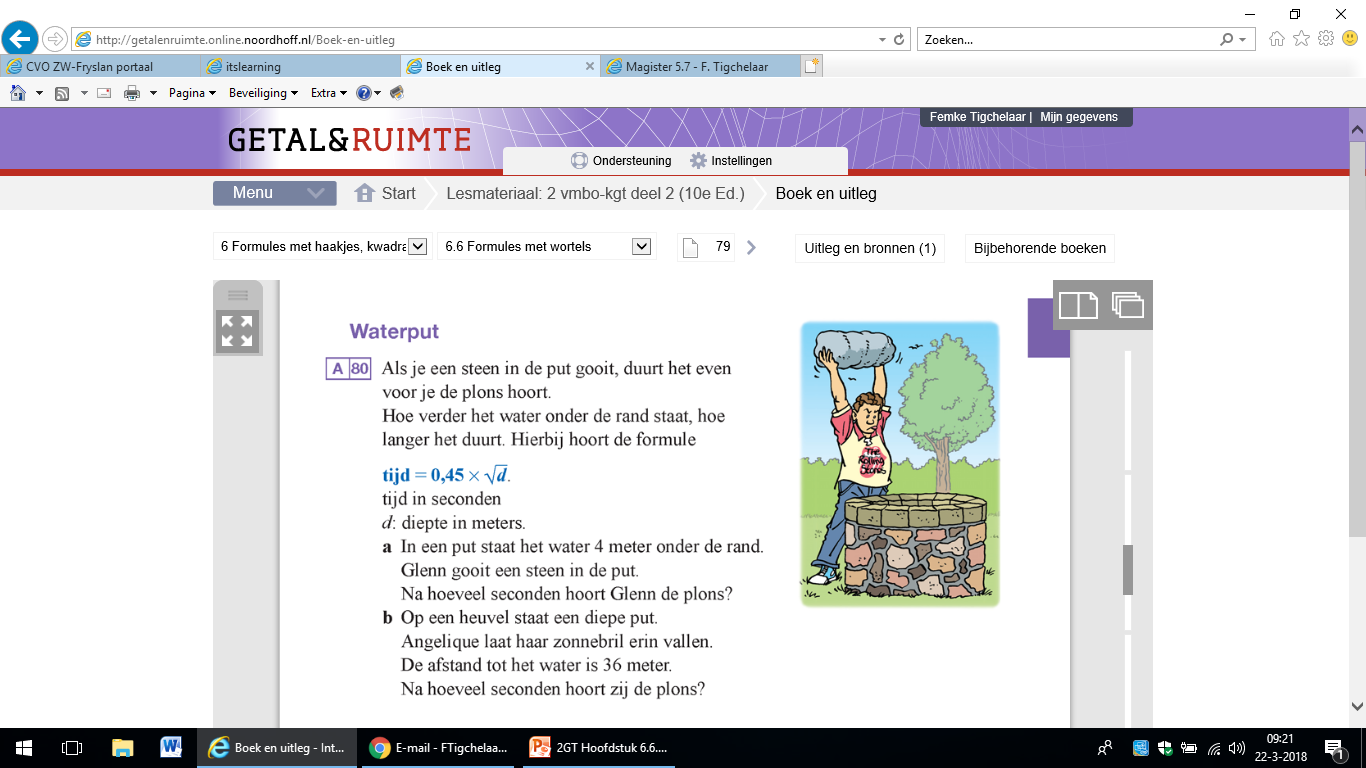 http://getalenruimte.online.noordhoff.nl/Boek-en-uitleg
Zoeken...
CVO ZW-Fryslan portaal
itslearning
Boek en uitleg
Magister 5.7 - F. Tigchelaar
Pagina
Beveiliging
Extra
GETAL&RUIMTE
Femke Tigchelaar | Mijn gegevens
Ondersteuning
Instellingen
Menu
Start
Lesmateriaal: 2 vmbo-kgt deel 2 (10e Ed.)
Boek en uitleg
6 Formules met haakjes, kwadra
6.6 Formules met wortels
79
Uitleg en bronnen (1)
Bijbehorende boeken
Waterput
A 80 Als je een steen in de put gooit, duurt het even
voor je de plons hoort.
Hoe verder het water onder de rand staat, hoe
langer het duurt. Hierbij hoort de formule
tijd = 0,45 × √d.
tijd in seconden
d: diepte in meters.
a In een put staat het water 4 meter onder de rand.
Glenn gooit een steen in de put.
Na hoeveel seconden hoort Glenn de plons?
b Op een heuvel staat een diepe put.
Angelique laat haar zonnebril erin vallen.
De afstand tot het water is 36 meter.
Na hoeveel seconden hoort zij de plons?
The
Rolling
Stones
Boek en uitleg - Int...
E-mail - FTigchelaa...
2GT Hoofdstuk 6.6....
09:21
22-3-2018
1